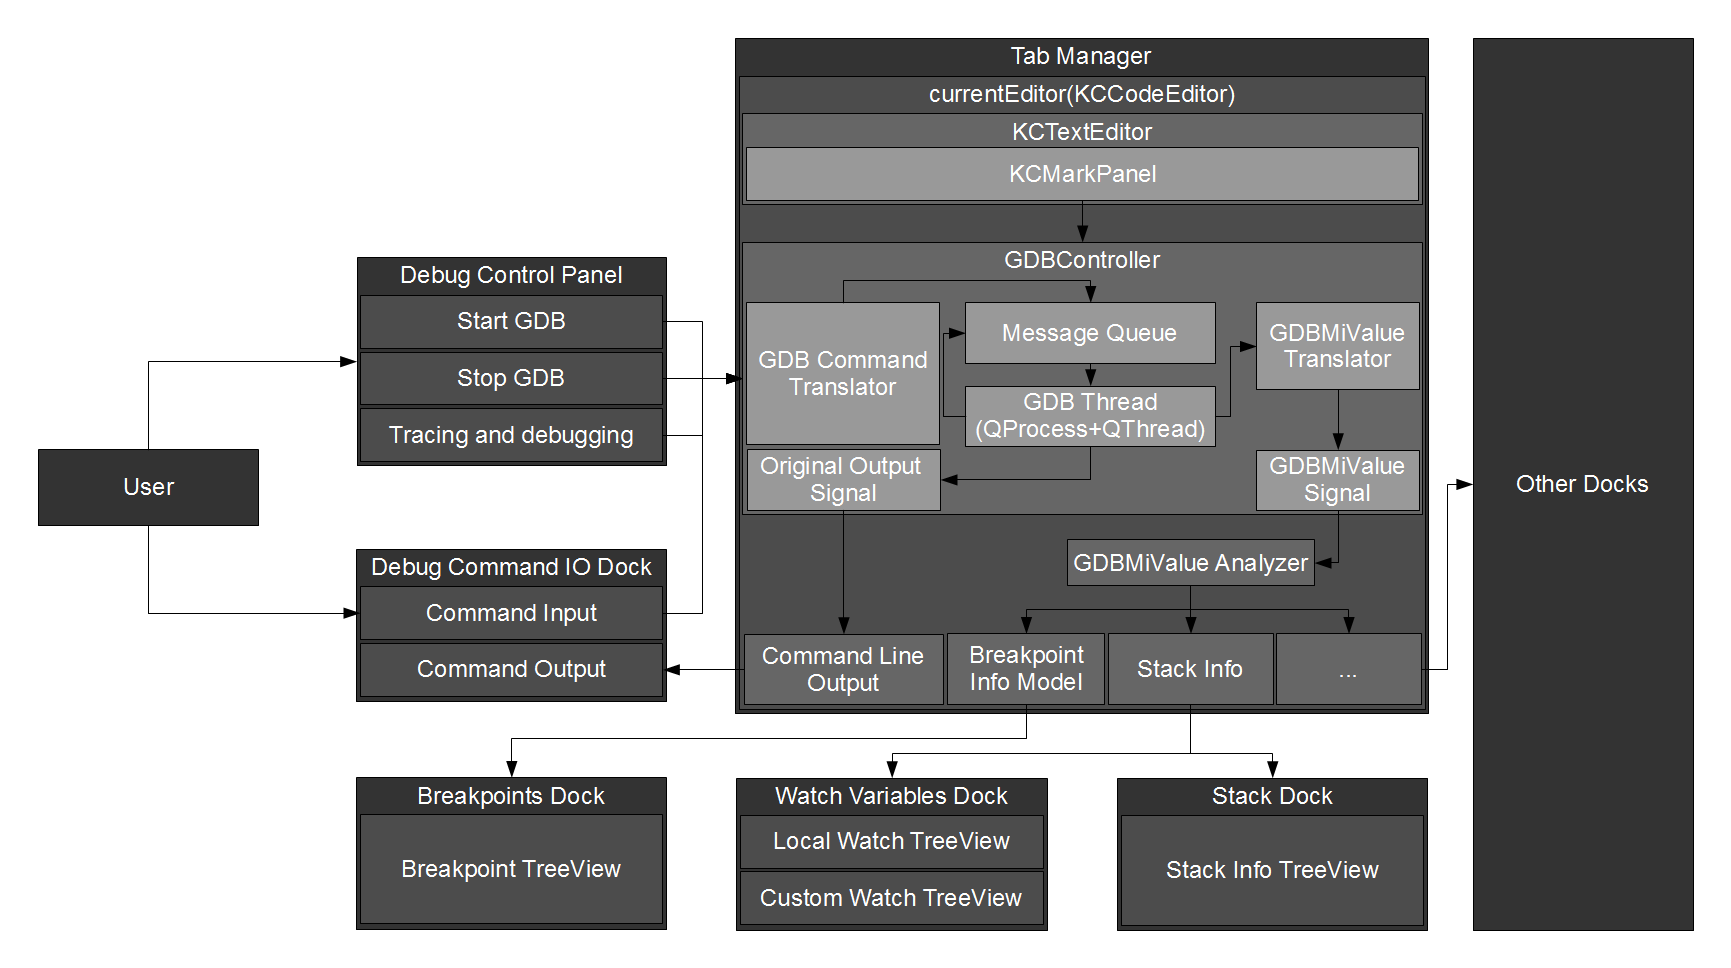 Tab Manager
currentEditor(KCCodeEditor)
KCTextEditor
KCMarkPanel
GDBController
GDB Command
Translator
Message Queue
GDB Thread
(QProcess+QThread)
GDBMiValue
Translator
Original Output
Signal
GDBMiValue
Signal
GDBMiValue Analyzer
Command Line
Output
Breakpoint
Info Model
Stack Info
...
Debug Control Panel
Start GDB
Stop GDB
Tracing and debugging
User
Debug Command IO Dock
Command Input
Command Output
Other Docks
Breakpoints Dock
Breakpoint TreeView
Watch Variables Dock
Local Watch TreeView
Custom Watch TreeView
Stack Dock
Stack Info TreeView